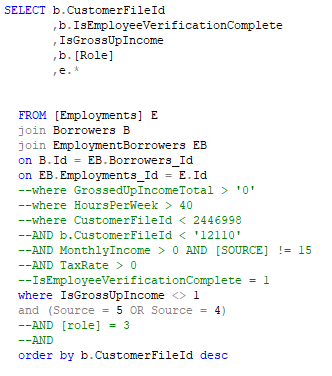 SELECT b.CustomerFileId
,b.IsEmployeeVerificationComplete
,IsGrossUpIncome
,b.[Role]
,e.*
FROM [Employments] E
join Borrowers B
join EmploymentBorrowers EB
on B.Id = EB.Borrowers_Id
on EB.Employments_Id = E.Id
--where GrossedUpIncomeTotal > '0'
--where HoursPerWeek > 40
--where CustomerFileId < 2446998
--AND b.CustomerFileId < '12110'
--AND MonthlyIncome > 0 AND [SOURCE] != 15
--AND TaxRate > 0
--IsEmployeeVerificationComplete = 1
where IsGrossUpIncome <> 1
and (Source = 5 OR Source = 4)
--AND [role] = 3
--AND
order by b.CustomerFileId desc